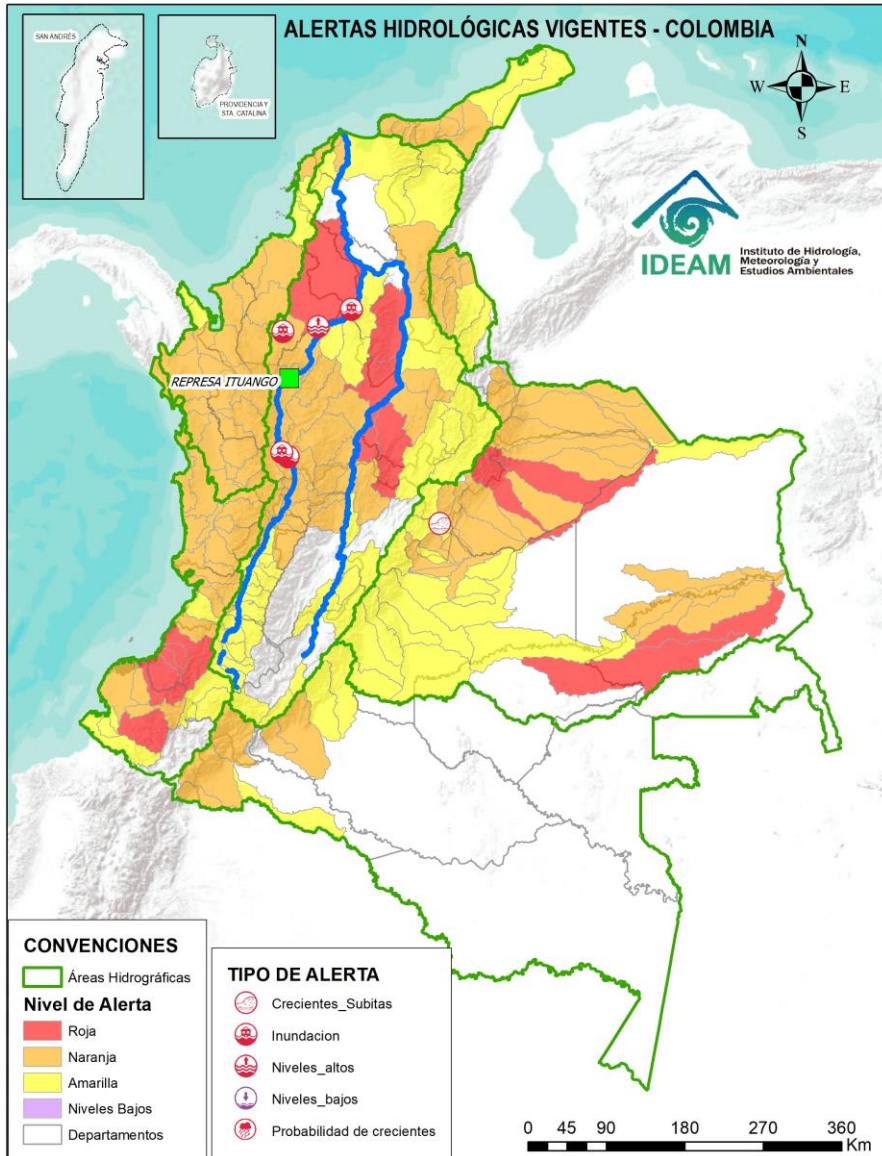 ALERTAS HIDROLÓGICAS VIGENTES - COLOMBIA
SAN ANDRÉS
PROVIDENCIA Y
STA. CATALINA
N
W
E
S
IDEAM
Instituto de Hidrología,
Meteorología y
Estudios Ambientales
REPRESA ITUANGO
CONVENCIONES
Áreas Hidrográficas
Nivel de Alerta
Roja
Naranja
Amarilla
Niveles Bajos
Departamentos
TIPO DE ALERTA
Crecientes_Subitas
Inundacion
Niveles_altos
Niveles_bajos
Probabilidad de crecientes
0 45 90 180 270 360
Km